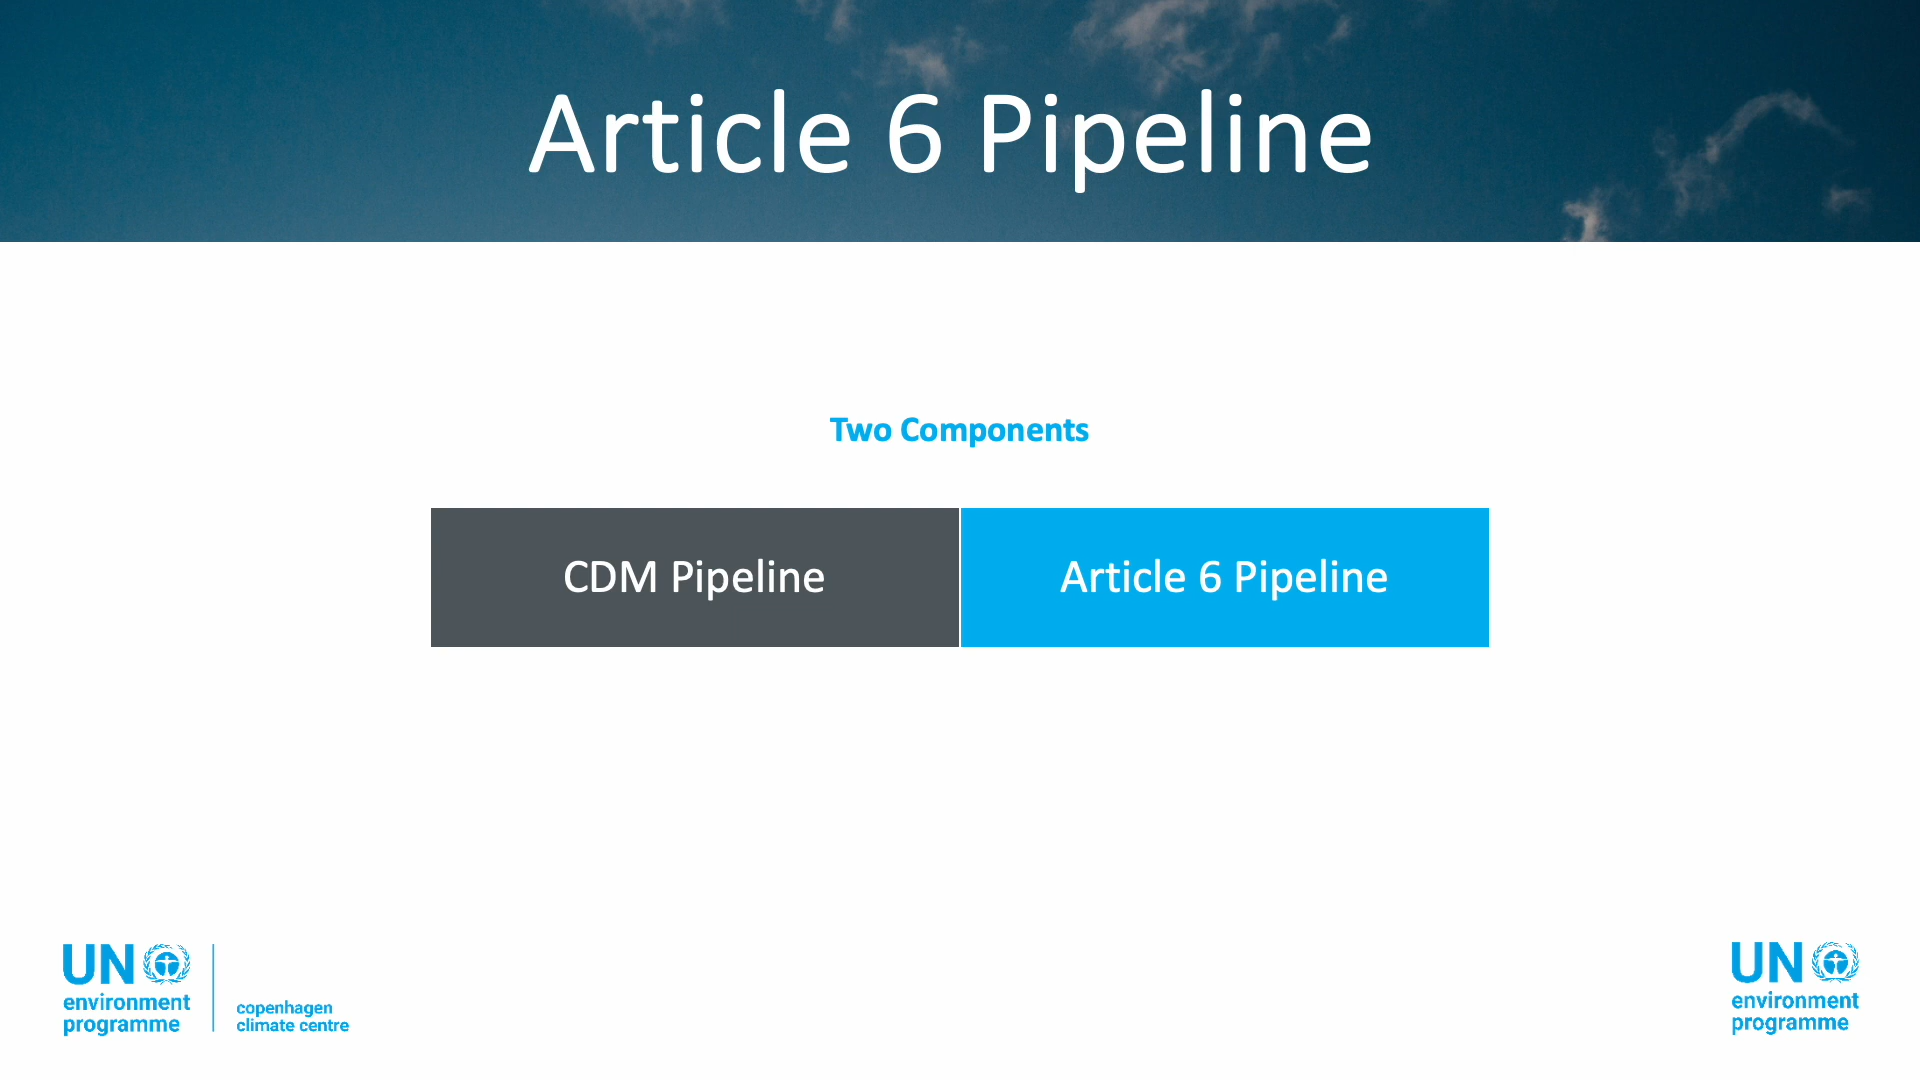 Article 6 Pipeline
Two Components
CDM Pipeline
Article 6 Pipeline
UN
environment
programme
copenhagen
climate centre
UN
environment
programme